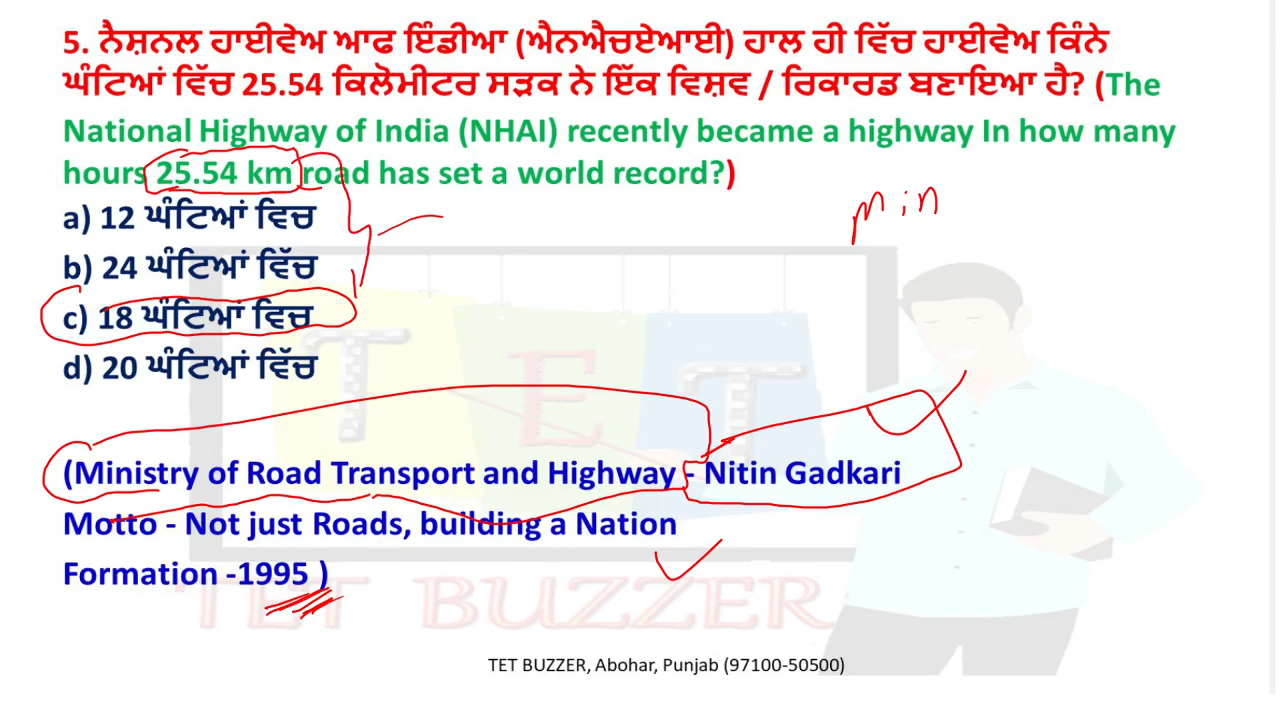 5. ਨੈਸ਼ਨਲ ਹਾਈਵੇਅ ਆਫ ਇੰਡੀਆ (ਐਨਐਚਏਆਈ) ਹਾਲ ਹੀ ਵਿੱਚ ਹਾਈਵੇਅ ਕਿੰਨੇ
ਘੰਟਿਆਂ ਵਿੱਚ 25.54 ਕਿਲੋਮੀਟਰ ਸੜਕ ਨੇ ਇੱਕ ਵਿਸ਼ਵ / ਰਿਕਾਰਡ ਬਣਾਇਆ ਹੈ? (The
National Highway of India (NHAI) recently became a highway In how many
hours 25.54 km road has set a world record?)
min
a) 12 ਘੰਟਿਆਂ ਵਿਚ
b) 24 ਘੰਟਿਆਂ ਵਿੱਚ
c) 18 ਘੰਟਿਆਂ ਵਿਚ
d) 20 ਘੰਟਿਆਂ ਵਿੱਚ
TET
(Ministry of Road Transport and Highway - Nitin Gadkari
Motto - Not just Roads, building a Nation
Formation -1995 )
TET BUZZER
TET BUZZER, Abohar, Punjab (97100-50500)